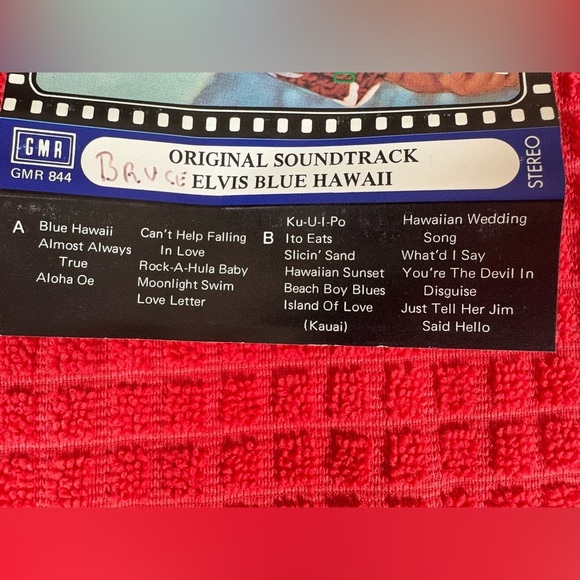 GMR
GMR 844
BRUCE
ORIGINAL SOUNDTRACK
ELVIS BLUE HAWAII
STEREO
A
Blue Hawaii
Almost Always
True
Aloha Oe
Can't Help Falling
In Love
Rock-A-Hula Baby
Moonlight Swim
Love Letter
B
Ku-U-I-Po
Ito Eats
Slicin' Sand
Hawaiian Sunset
Beach Boy Blues
Island Of Love
(Kauai)
Hawaiian Wedding
Song
What'd I Say
You're The Devil In
Disguise
Just Tell Her Jim
Said Hello